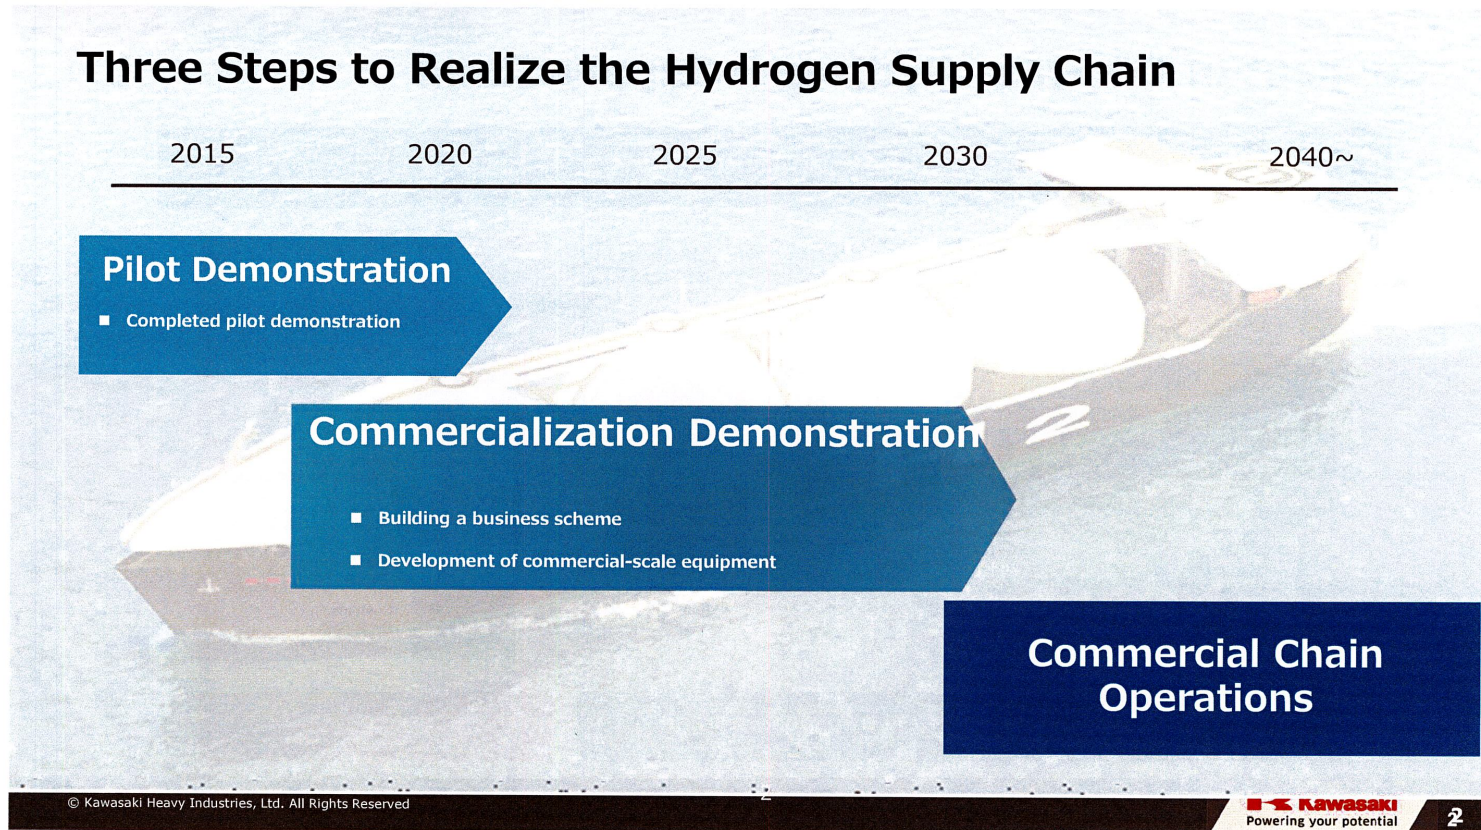 Three Steps to Realize the Hydrogen Supply Chain
2015 2020 2025 2030 2040~
Pilot Demonstration
■ Completed pilot demonstration
Commercialization Demonstration
2
■ Building a business scheme
■ Development of commercial-scale equipment
Commercial Chain
Operations
© Kawasaki Heavy Industries, Ltd. All Rights Reserved
2
Kawasaki
Powering your potential
2